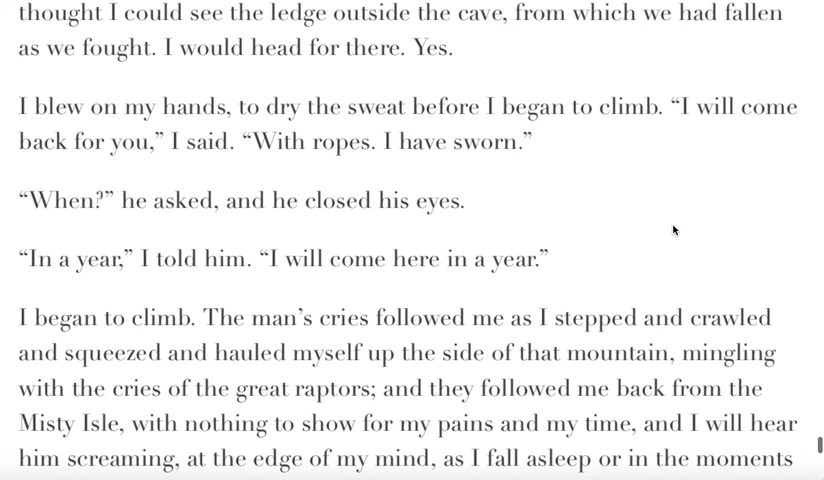 thought I could see the ledge outside the cave, from which we had fallen
as we fought. I would head for there. Yes.
I blew on my hands, to dry the sweat before I began to climb. “I will come
back for you,” I said. “With ropes. I have sworn.”
“When?” he asked, and he closed his eyes.
“In a year,” I told him. “I will come here in a year.”
I began to climb. The man’s cries followed me as I stepped and crawled
and squeezed and hauled myself up the side of that mountain, mingling
with the cries of the great raptors; and they followed me back from the
Misty Isle, with nothing to show for my pains and my time, and I will hear
him screaming, at the edge of my mind, as I fall asleep or in the moments